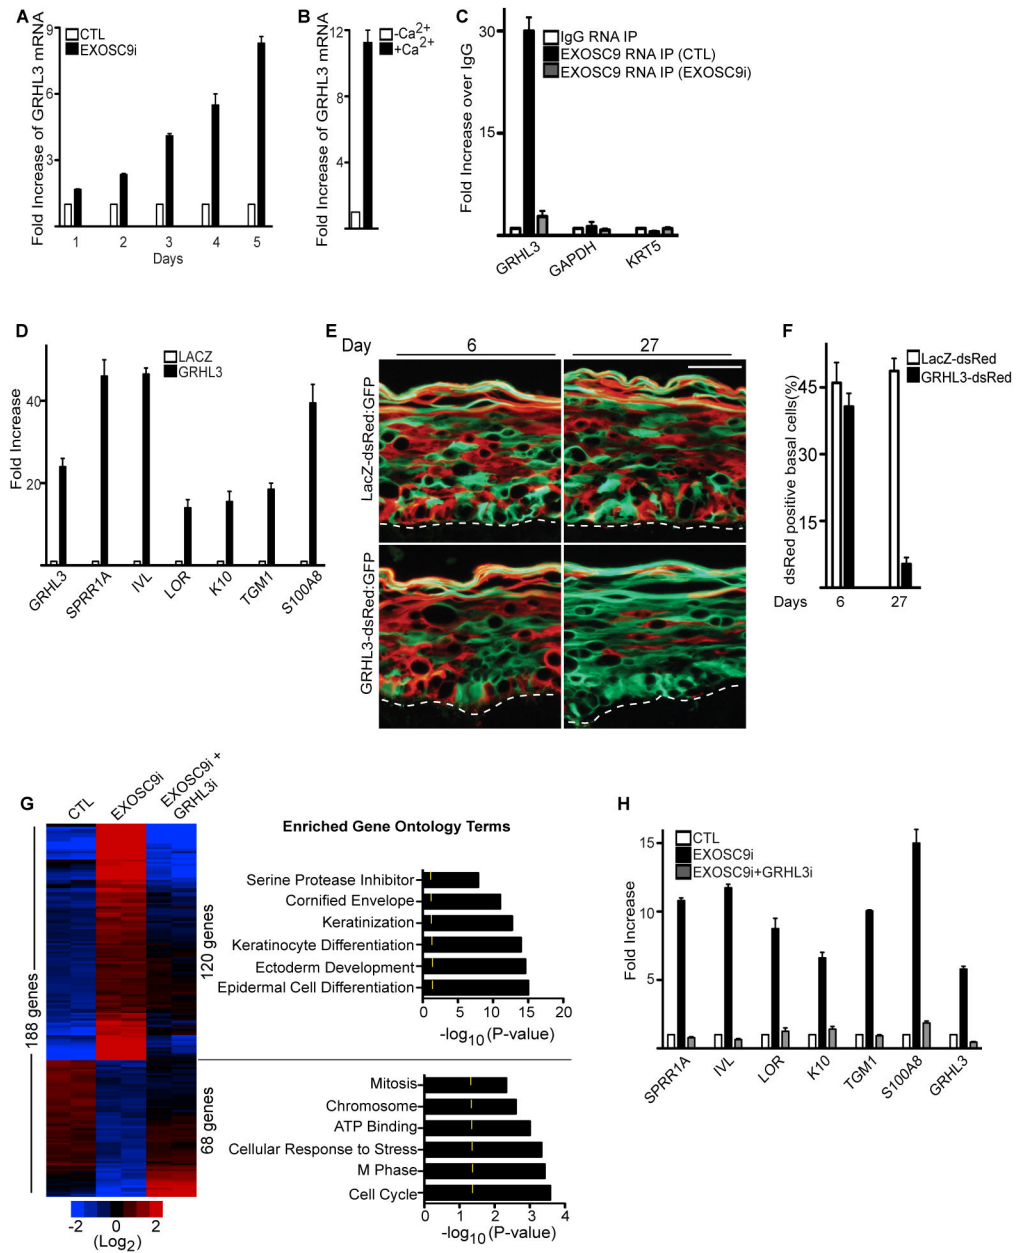 A
CTL
EXOSC9i
Fold Increase of GRHL3 mRNA
9
6
3
1 2 3 4 5
Days
B
-Ca2+
+Ca2+
Fold Increase of GRHL3 mRNA
12
8
4
C
IgG RNA IP
EXOSC9 RNA IP (CTL)
EXOSC9 RNA IP (EXOSC9i)
Fold Increase over IgG
30
15
GRHL3 GAPDH KRT5
D
LACZ
GRHL3
Fold Increase
40
20
GRHL3 SPRR1A IVL LOR K10 TGM1 S100A8
E
Day 6 27
LacZ-dsRed:GFP
GRHL3-dsRed:GFP
F
LacZ-dsRed
GRHL3-dsRed
dsRed positive basal cells(%)
45
30
15
Days 6 27
G
CTL EXOSC9i EXOSC9i + GRHL3i
188 genes
120 genes
68 genes
-2 0 2
(Log2)
Enriched Gene Ontology Terms
Serine Protease Inhibitor
Cornified Envelope
Keratinization
Keratinocyte Differentiation
Ectoderm Development
Epidermal Cell Differentiation
0 5 10 15 20
-log10 (P-value)
Mitosis
Chromosome
ATP Binding
Cellular Response to Stress
M Phase
Cell Cycle
0 1 2 3 4
-log10 (P-value)
H
CTL
EXOSC9i
EXOSC9i+GRHL3i
Fold Increase
15
10
5
SPRR1A IVL LOR K10 TGM1 S100A8 GRHL3